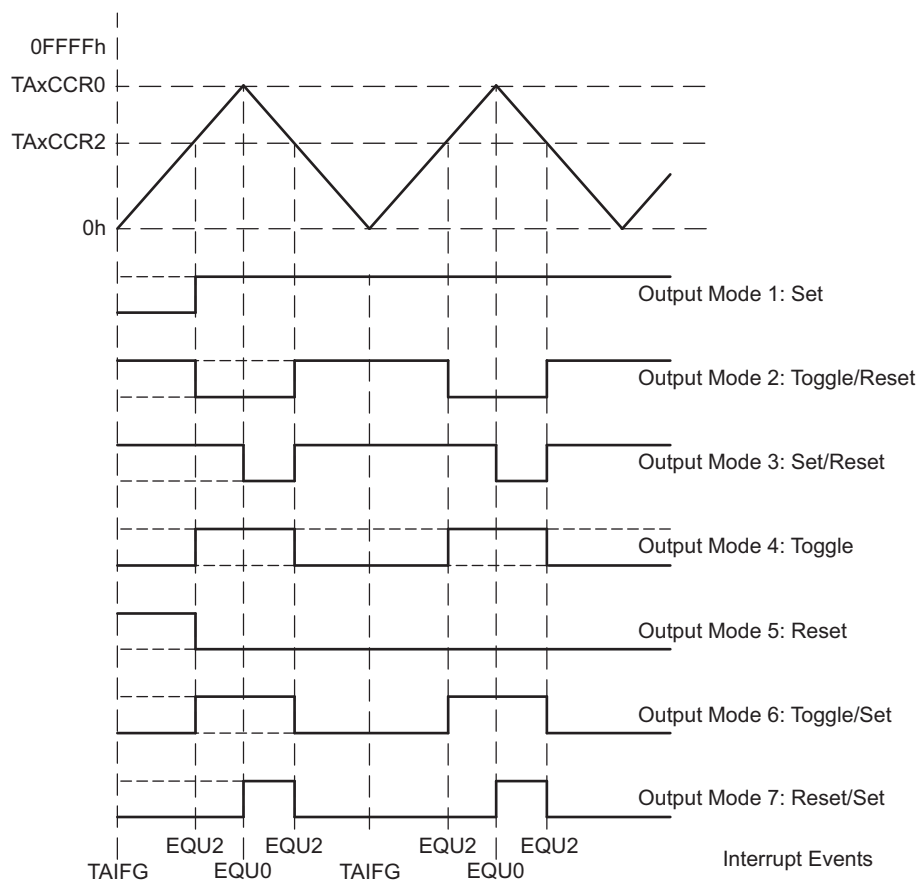 0FFFFh
TAxCCR0
TAxCCR2
0h
Output Mode 1: Set
Output Mode 2: Toggle/Reset
Output Mode 3: Set/Reset
Output Mode 4: Toggle
Output Mode 5: Reset
Output Mode 6: Toggle/Set
Output Mode 7: Reset/Set
EQU2 EQU2 EQU2 EQU2
TAIFG EQU0 TAIFG EQU0
Interrupt Events